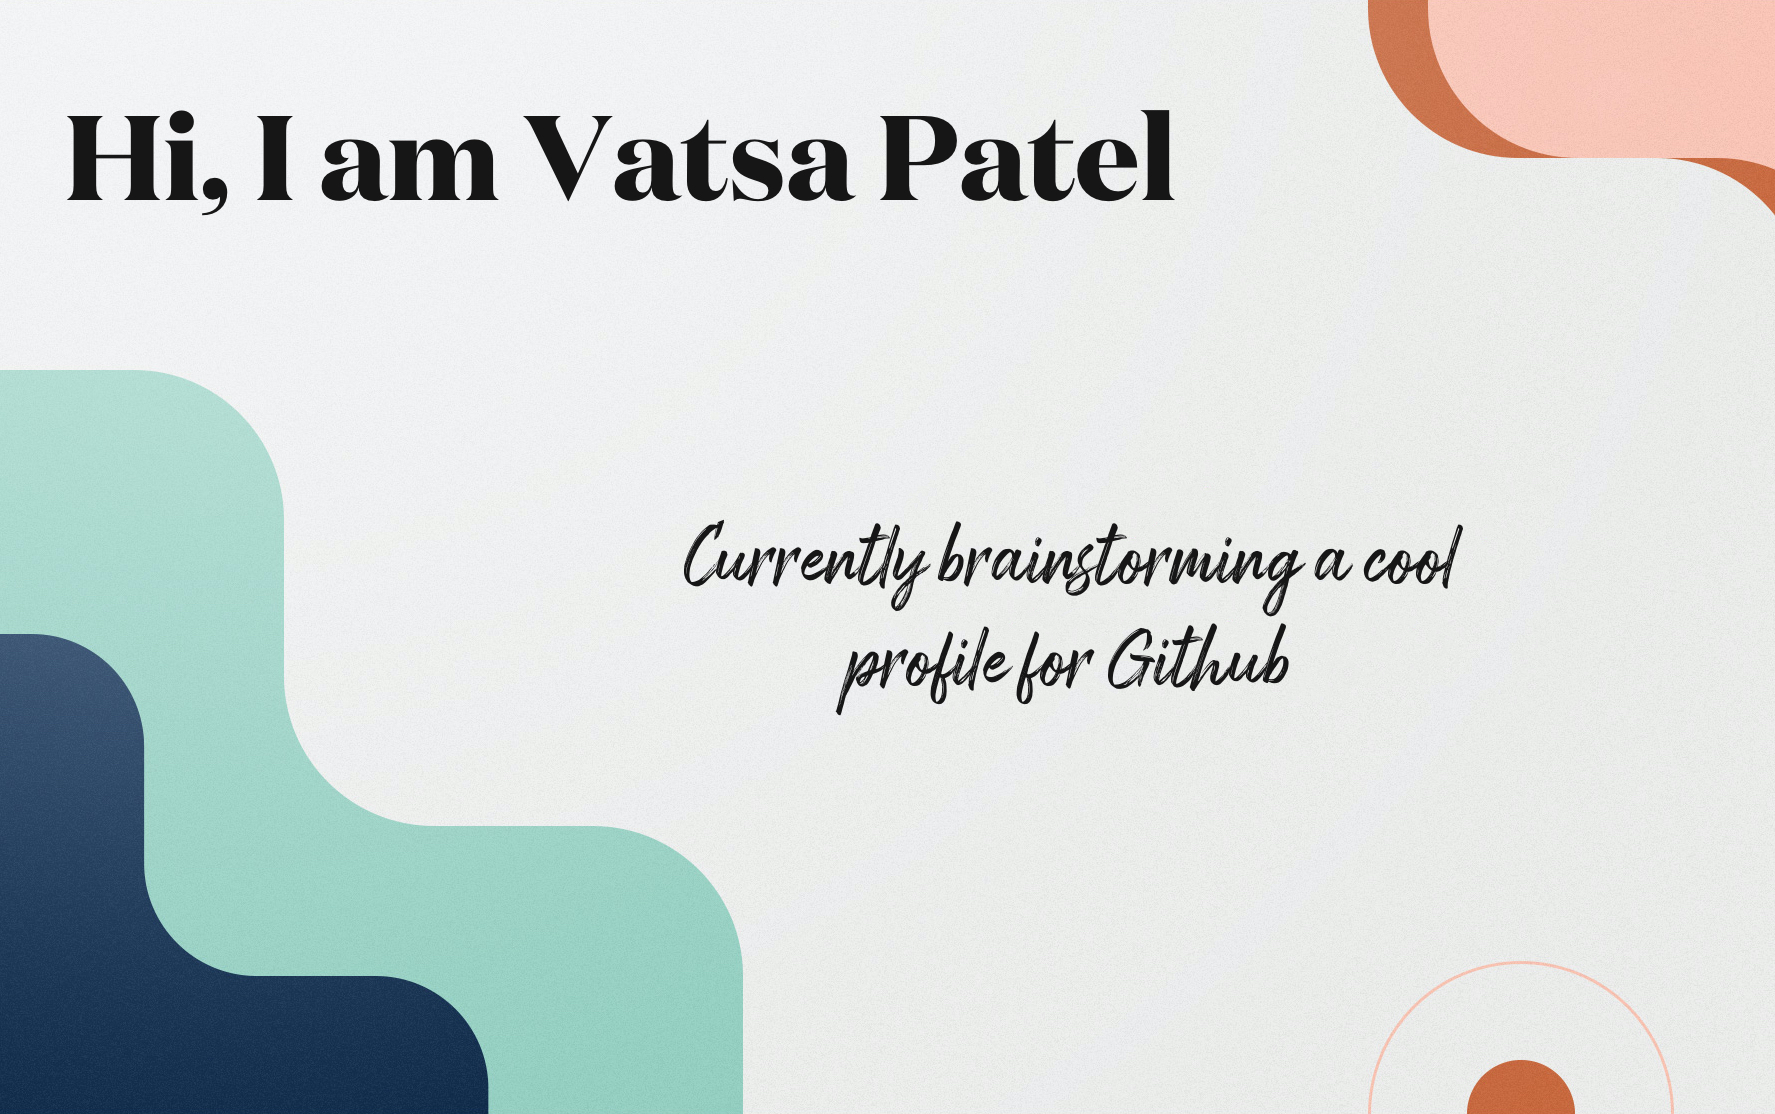 Hi, I am Vatsa Patel
Currently brainstorming a cool
profile for Github